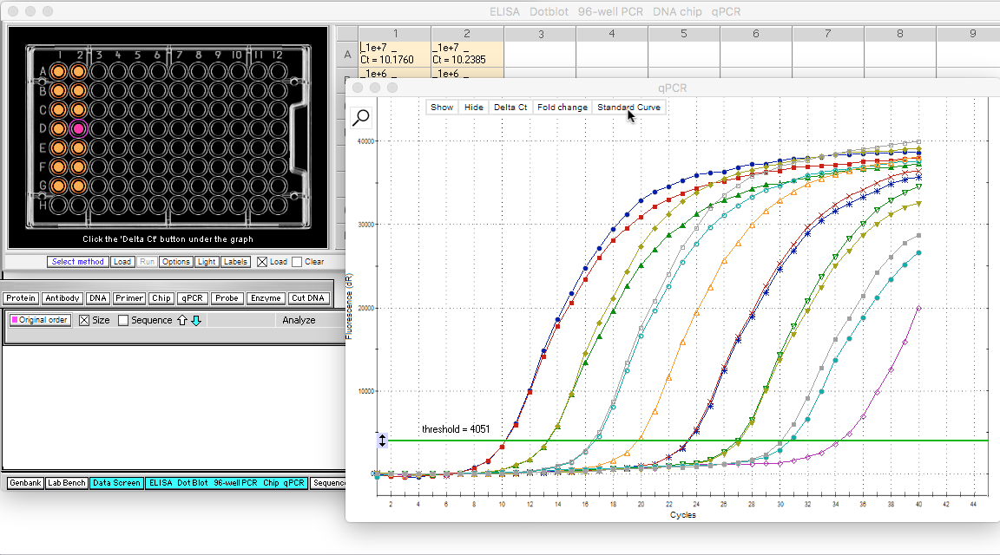 ELISA Dotblot 96-well PCR DNA chip qPCR
1 2 3 4 5 6 7 8 9 10 11 12
A
B
C
D
E
F
G
H
Click the 'Delta Ct' button under the graph
1 2 3 4 5 6 7 8 9
A
_1e+7 _ _1e+7 _
Ct = 10.1760 Ct = 10.2385
_1e+6 _ _1e+6 _
Select method Load Run Options Light Labels Load Clear
Protein Antibody DNA Primer Chip qPCR Probe Enzyme Cut DNA
Original order Size Sequence Analyze
Genbank Lab Bench Data Screen ELISA Dot Blot 96-well PCR Chip qPCR Sequence
qPCR
Show Hide Delta Ct Fold change Standard Curve
Fluorescence (dR)
40000
30000
20000
10000
0
threshold = 4051
2 4 6 8 10 12 14 16 18 20 22 24 26 28 30 32 34 36 38 40 42 44
Cycles